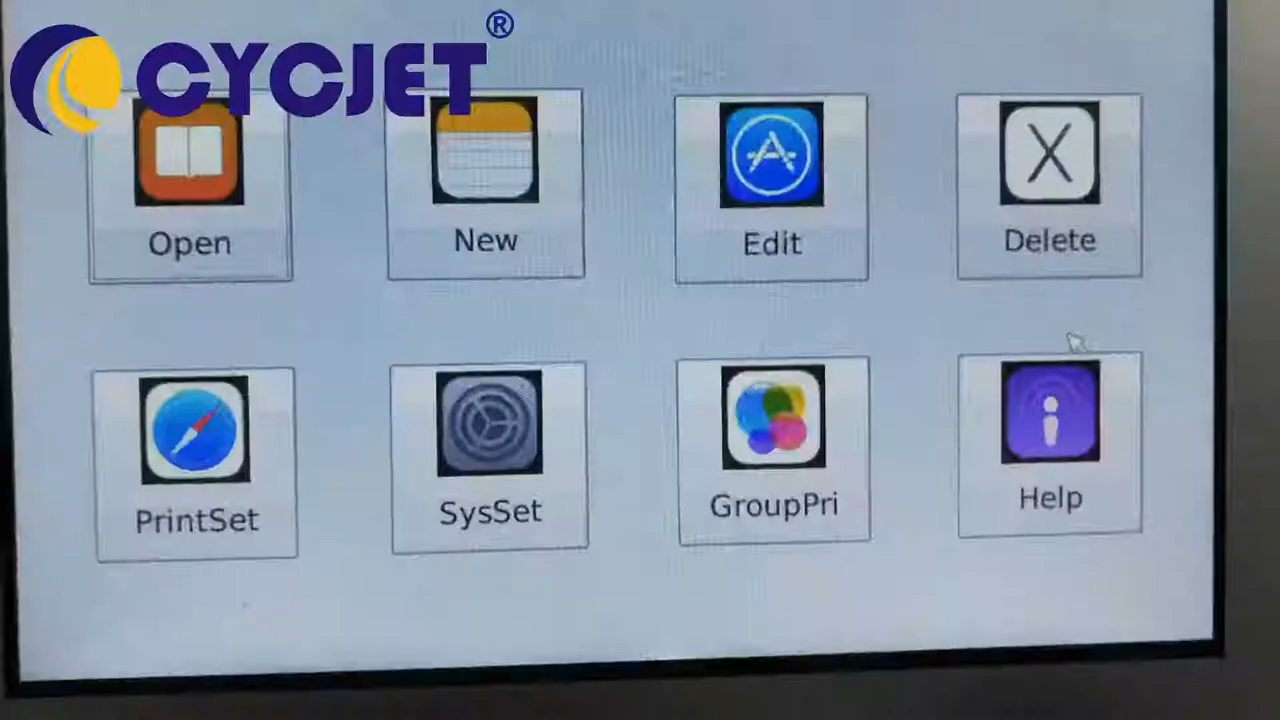 CYCJET®
Open
New
Edit
Delete
PrintSet
SysSet
GroupPri
Help